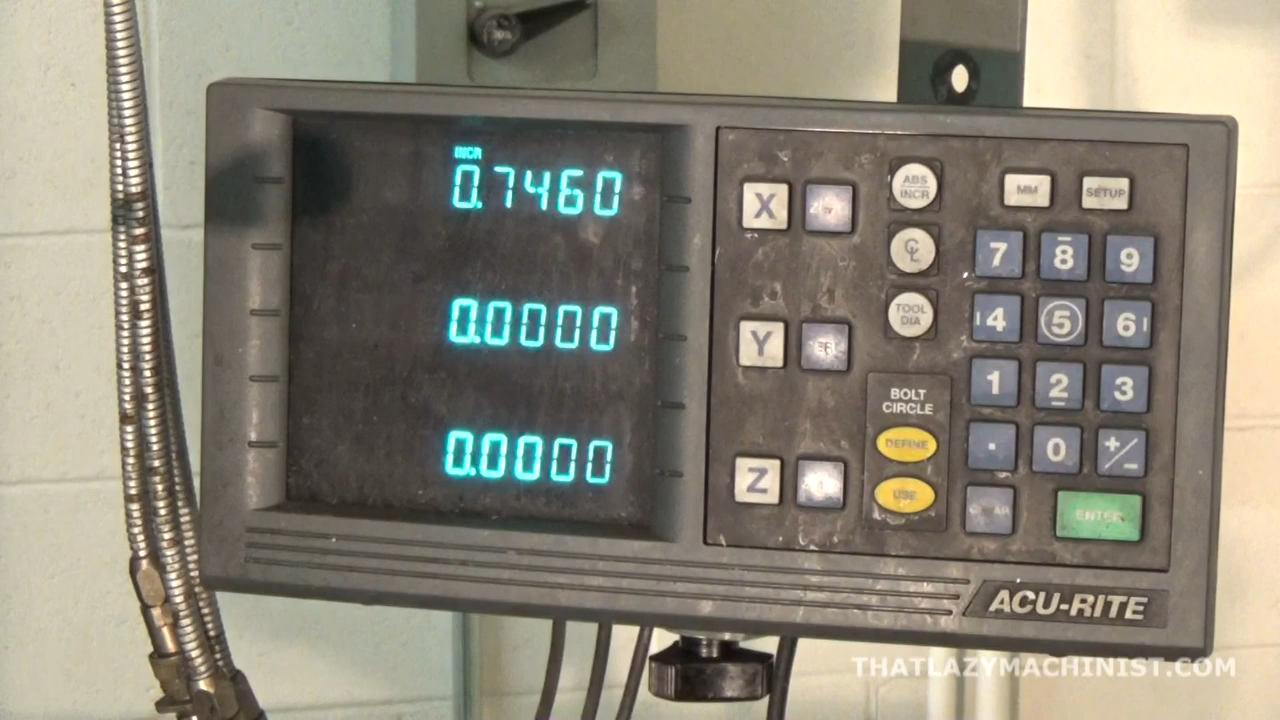 INCR
0.7460
0.0000
0.0000
X
Y
Z
ABS
INCR
CL
TOOL
DIA
BOLT
CIRCLE
DEFINE
USE
MM SETUP
7 8 9
4 5 6
1 2 3
. 0 +/-
CLEAR ENTER
ACU-RITE
THATLAZYMACHINIST.COM